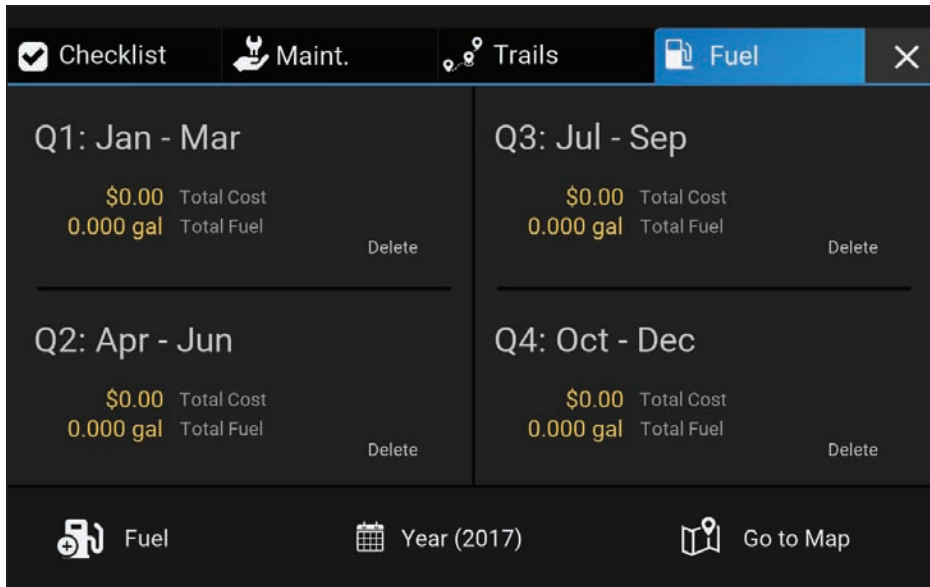 Checklist Maint. Trails Fuel
Q1: Jan - Mar
$0.00 Total Cost
0.000 gal Total Fuel
Delete
Q3: Jul - Sep
$0.00 Total Cost
0.000 gal Total Fuel
Delete
Q2: Apr - Jun
$0.00 Total Cost
0.000 gal Total Fuel
Delete
Q4: Oct - Dec
$0.00 Total Cost
0.000 gal Total Fuel
Delete
Fuel Year (2017) Go to Map